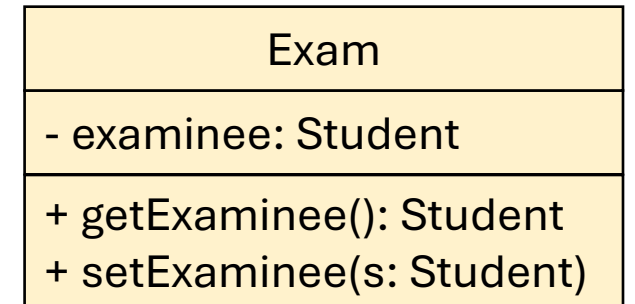 Exam
- examinee: Student
+ getExaminee(): Student
+ setExaminee(s: Student)